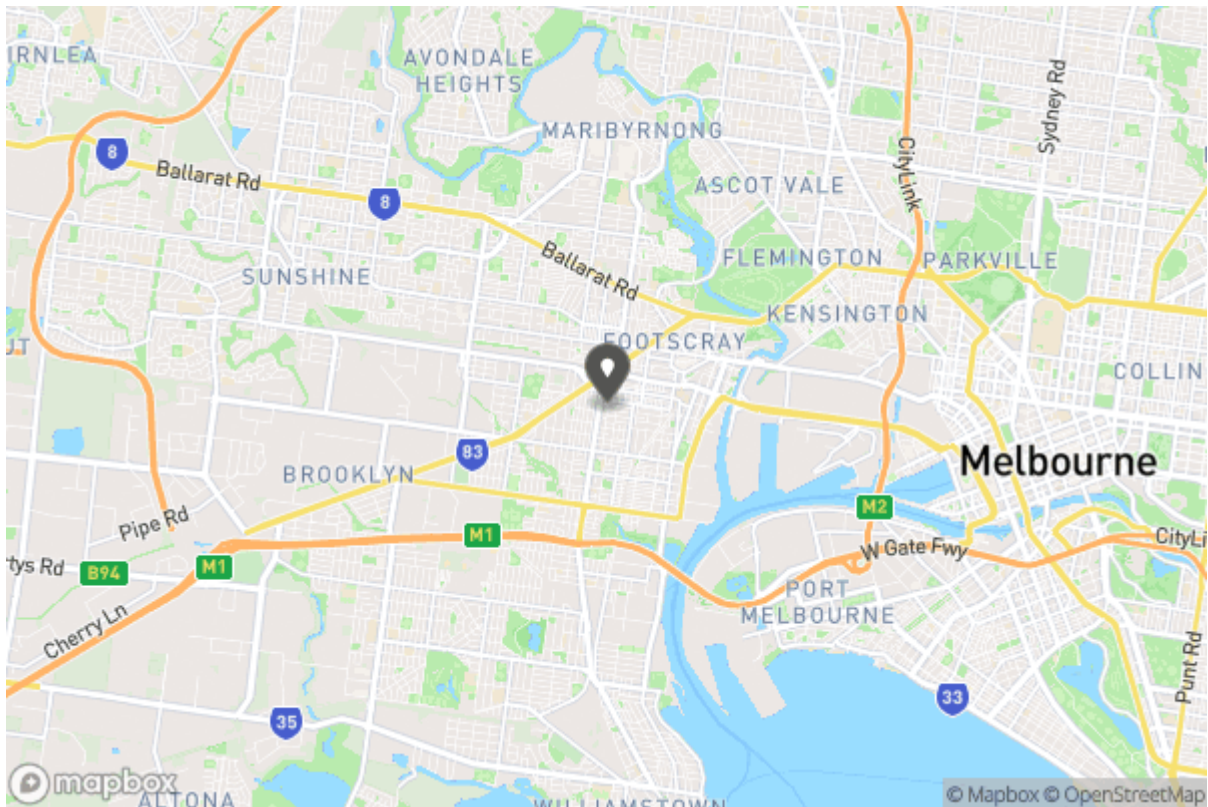 IRNLEA
AVONDALE
HEIGHTS
MARIBYRNONG
Sydney Rd
8
Ballarat Rd
8
ASCOT VALE
CityLink
SUNSHINE
Ballarat Rd
FLEMINGTON
PARKVILLE
KENSINGTON
FOOTSCRAY
UT
COLLIN
83
BROOKLYN
Melbourne
Pipe Rd
M1
M2
CityLi
rtys Rd
B94
M1
W Gate Fwy
Cherry Ln
PORT
MELBOURNE
Punt Rd
33
35
mapbox
ALTONA
WILLIAMSTOWN
© Mapbox © OpenStreetMap